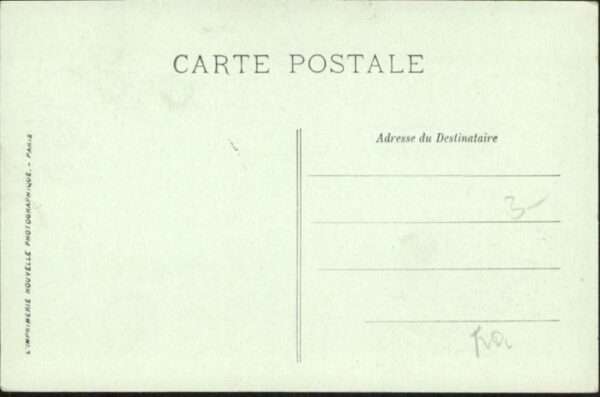 CARTE POSTALE
L'IMPRIMERIE NOUVELLE PHOTOGRAPHIQUE. - PARIS
Adresse du Destinataire
3-